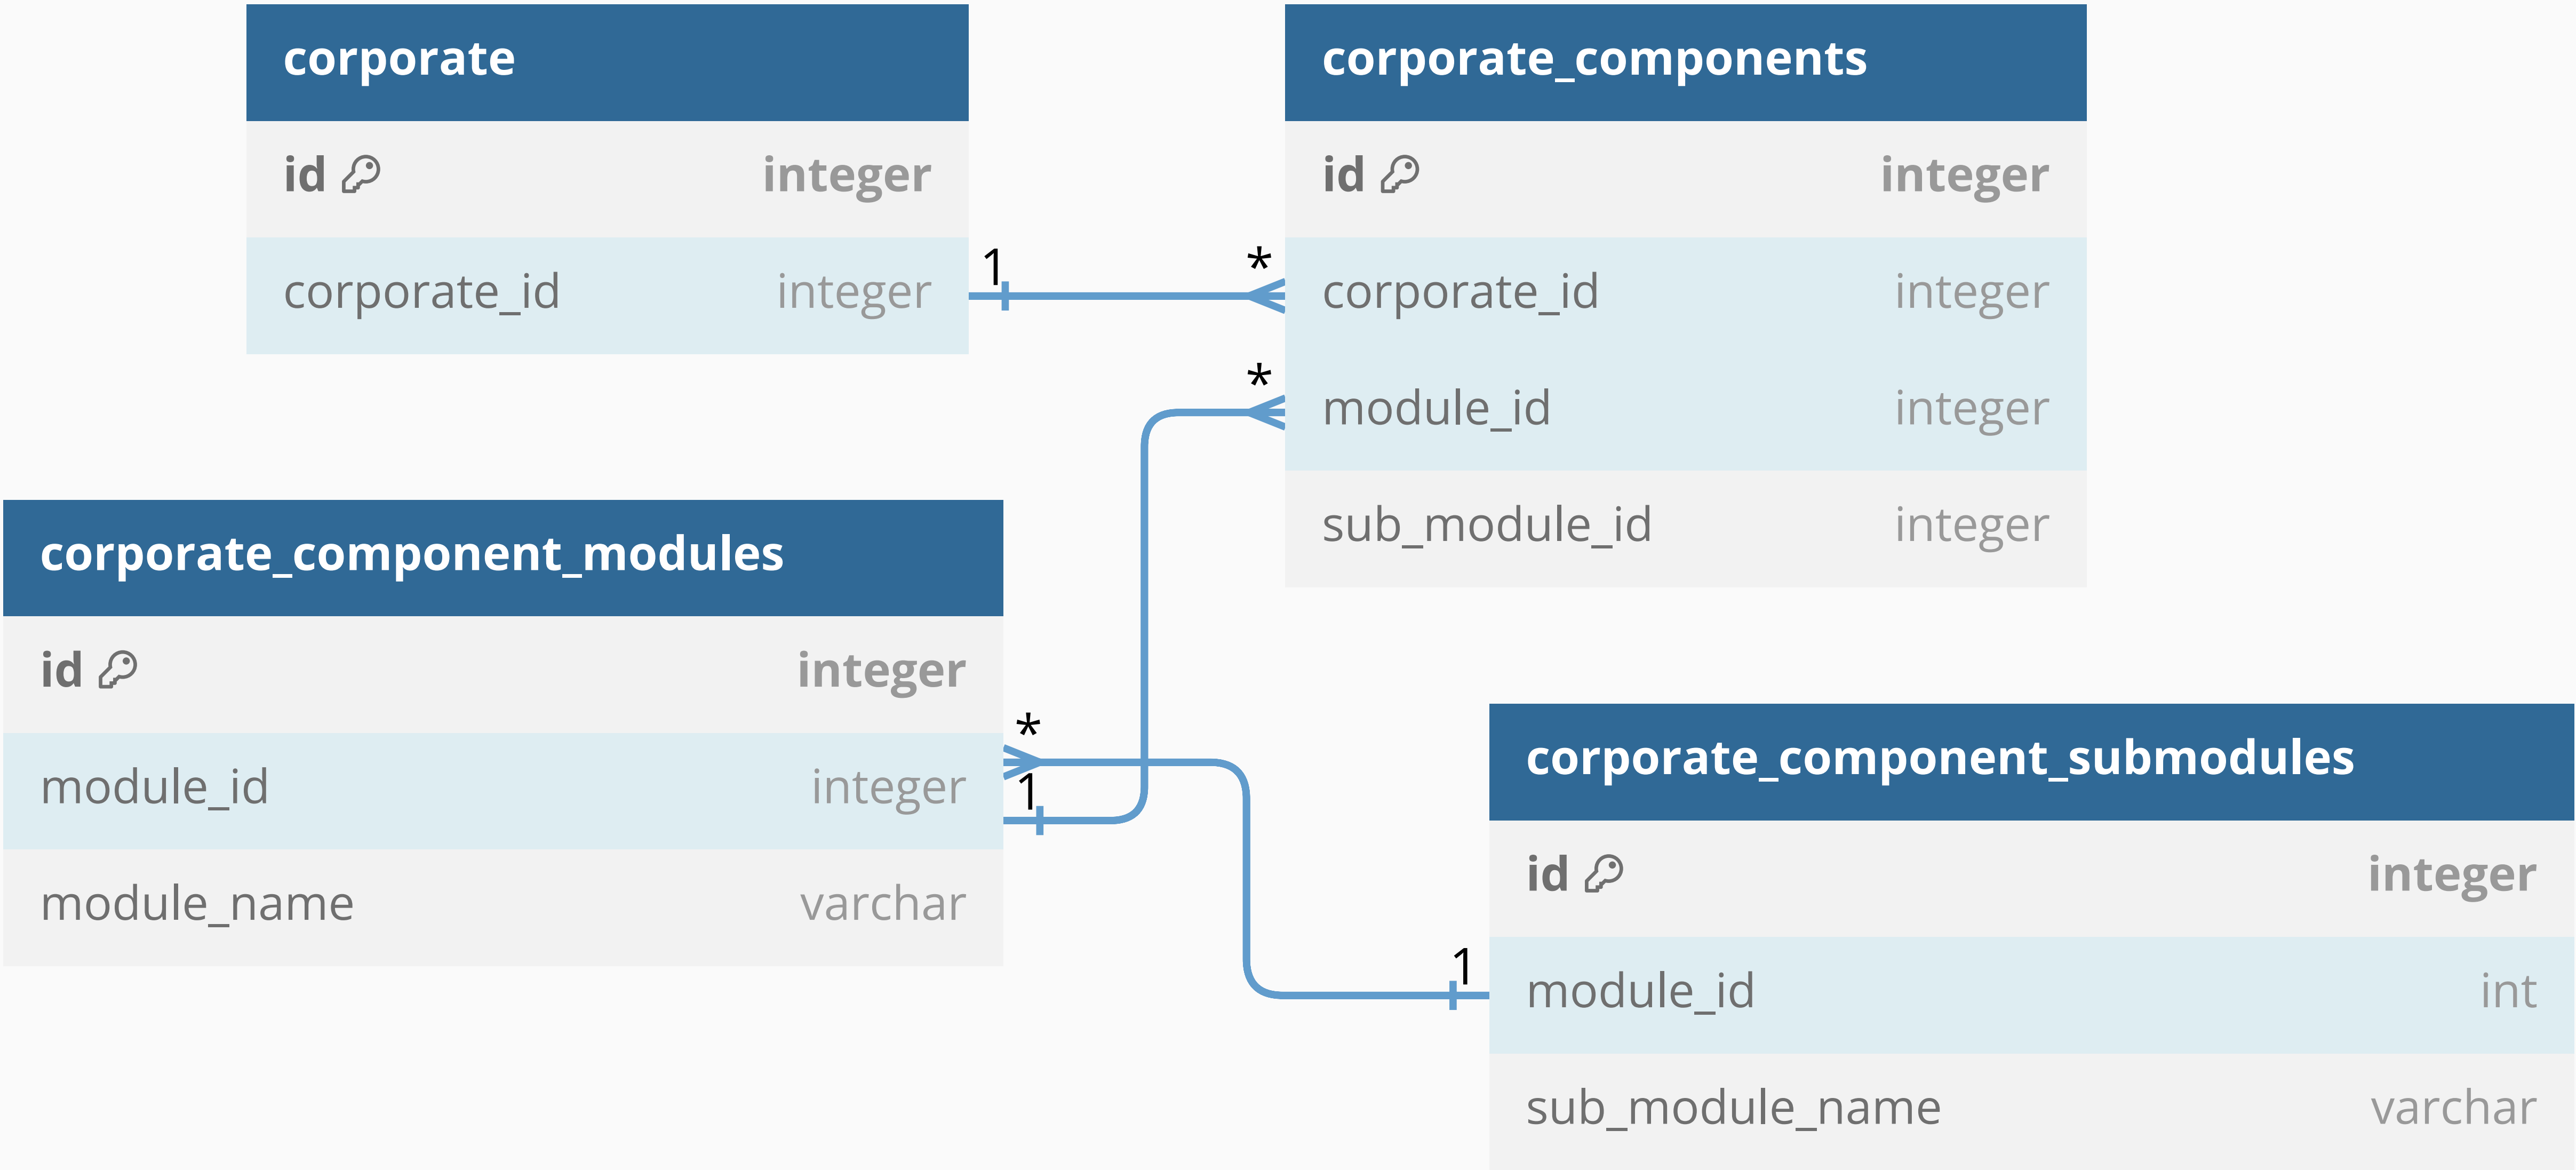 corporate
id integer
corporate_id integer
1 *
corporate_components
id integer
corporate_id integer
module_id integer
sub_module_id integer
*
corporate_component_modules
id integer
module_id integer
module_name varchar
*
1
1
corporate_component_submodules
id integer
module_id int
sub_module_name varchar